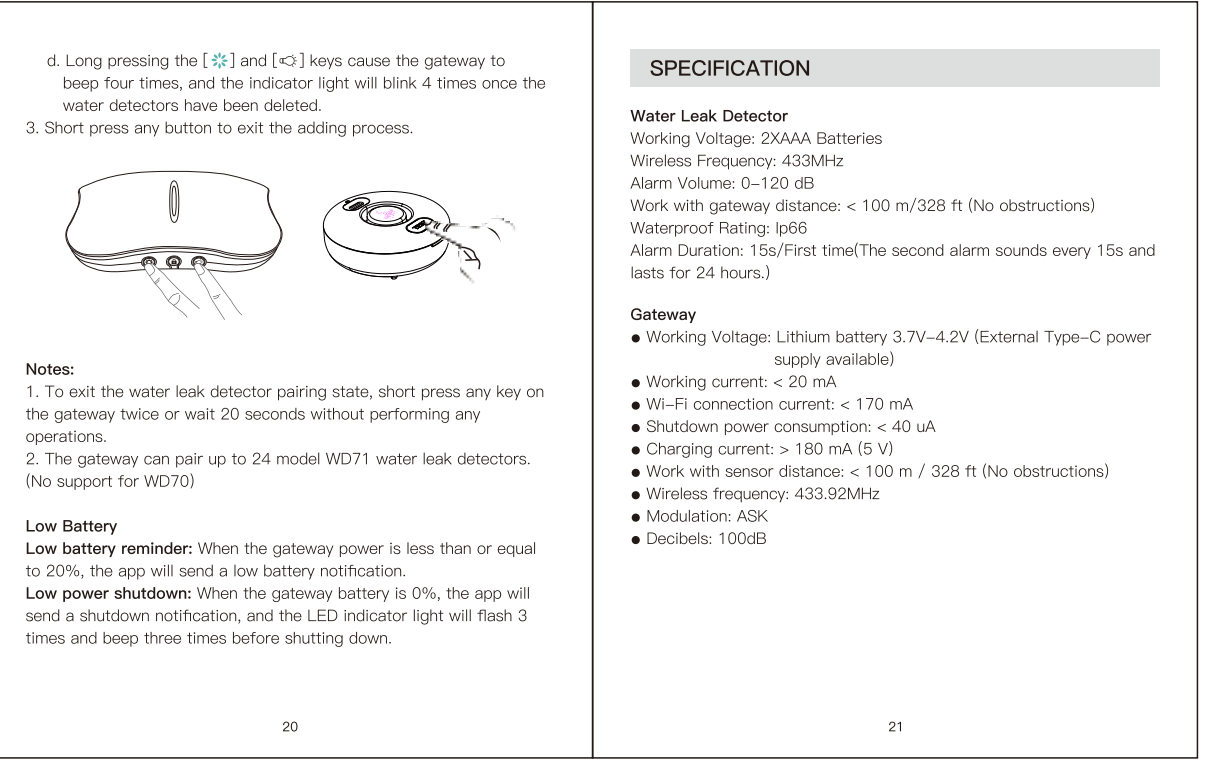 d. Long pressing the [ ] and [ ] keys cause the gateway to
beep four times, and the indicator light will blink 4 times once the
water detectors have been deleted.
3. Short press any button to exit the adding process.
Notes:
1. To exit the water leak detector pairing state, short press any key on
the gateway twice or wait 20 seconds without performing any
operations.
2. The gateway can pair up to 24 model WD71 water leak detectors.
(No support for WD70)
Low Battery
Low battery reminder: When the gateway power is less than or equal
to 20%, the app will send a low battery notification.
Low power shutdown: When the gateway battery is 0%, the app will
send a shutdown notification, and the LED indicator light will flash 3
times and beep three times before shutting down.
20
SPECIFICATION
Water Leak Detector
Working Voltage: 2XAAA Batteries
Wireless Frequency: 433MHz
Alarm Volume: 0–120 dB
Work with gateway distance: < 100 m/328 ft (No obstructions)
Waterproof Rating: Ip66
Alarm Duration: 15s/First time(The second alarm sounds every 15s and
lasts for 24 hours.)
Gateway
● Working Voltage: Lithium battery 3.7V–4.2V (External Type–C power
supply available)
● Working current: < 20 mA
● Wi–Fi connection current: < 170 mA
● Shutdown power consumption: < 40 uA
● Charging current: > 180 mA (5 V)
● Work with sensor distance: < 100 m / 328 ft (No obstructions)
● Wireless frequency: 433.92MHz
● Modulation: ASK
● Decibels: 100dB
21